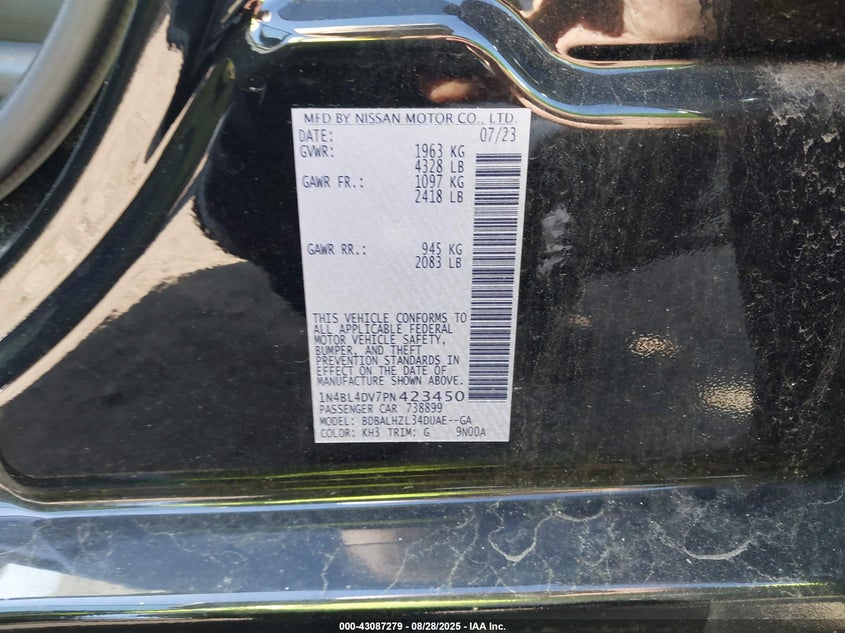 MFD BY NISSAN MOTOR CO., LTD.
DATE: 07/23
GVWR: 1963 KG
4328 LB
GAWR FR.: 1097 KG
2418 LB
GAWR RR.: 945 KG
2083 LB
THIS VEHICLE CONFORMS TO
ALL APPLICABLE FEDERAL
MOTOR VEHICLE SAFETY,
BUMPER, AND THEFT
PREVENTION STANDARDS IN
EFFECT ON THE DATE OF
MANUFACTURE SHOWN ABOVE.
1N4BL4DV7PN423450
PASSENGER CAR 738899
MODEL: BDBALHZL34DUAE--GA
COLOR: KH3 TRIM: G 9N00A
000-43087279 - 08/28/2025 - IAA Inc.